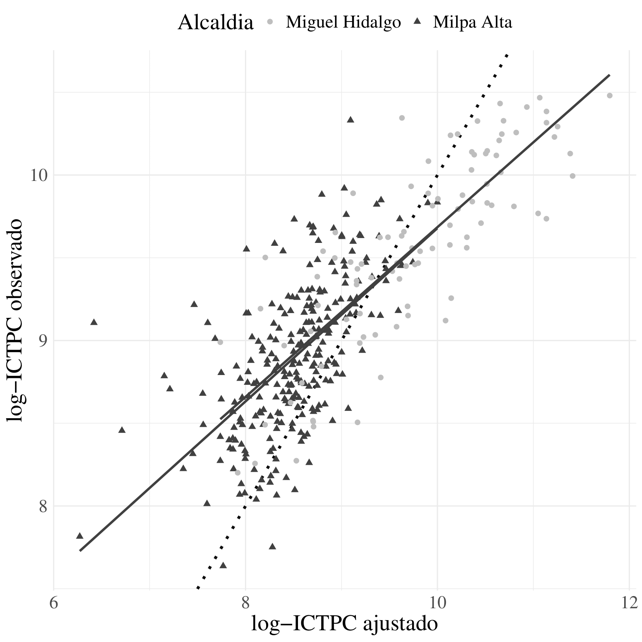 Alcaldia Miguel Hidalgo Milpa Alta
10
9
8
6 8 10 12
log−ICTPC observado
log−ICTPC ajustado